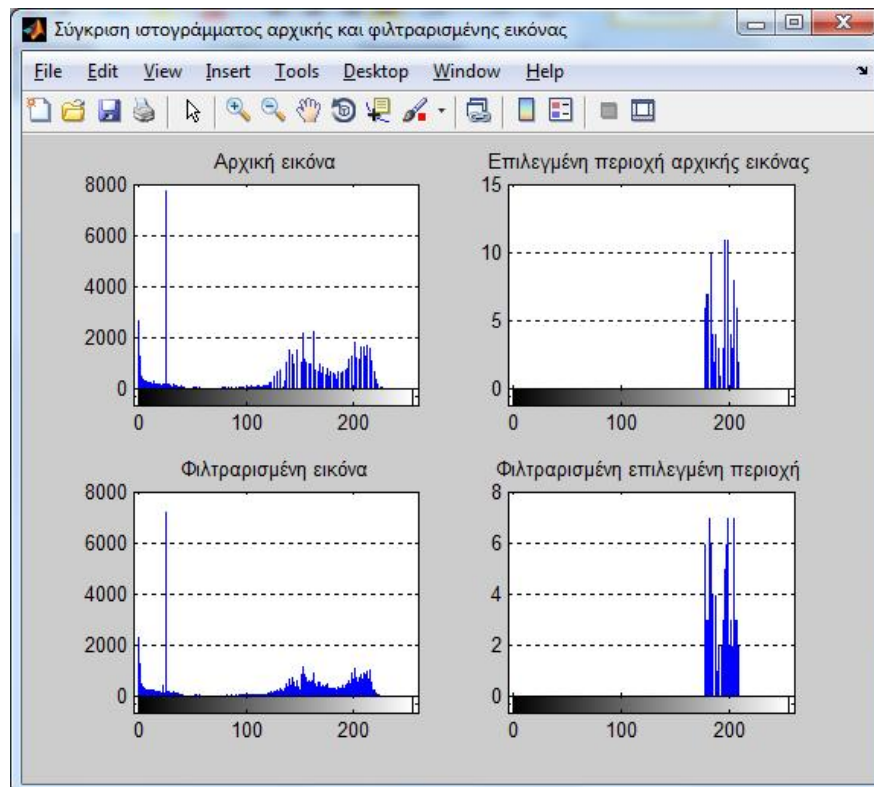 Σύγκριση ιστογράμματος αρχικής και φιλτραρισμένης εικόνας
File Edit View Insert Tools Desktop Window Help
Αρχική εικόνα
8000
6000
4000
2000
0
0 100 200
Επιλεγμένη περιοχή αρχικής εικόνας
15
10
5
0
0 100 200
Φιλτραρισμένη εικόνα
8000
6000
4000
2000
0
0 100 200
Φιλτραρισμένη επιλεγμένη περιοχή
8
6
4
2
0
0 100 200